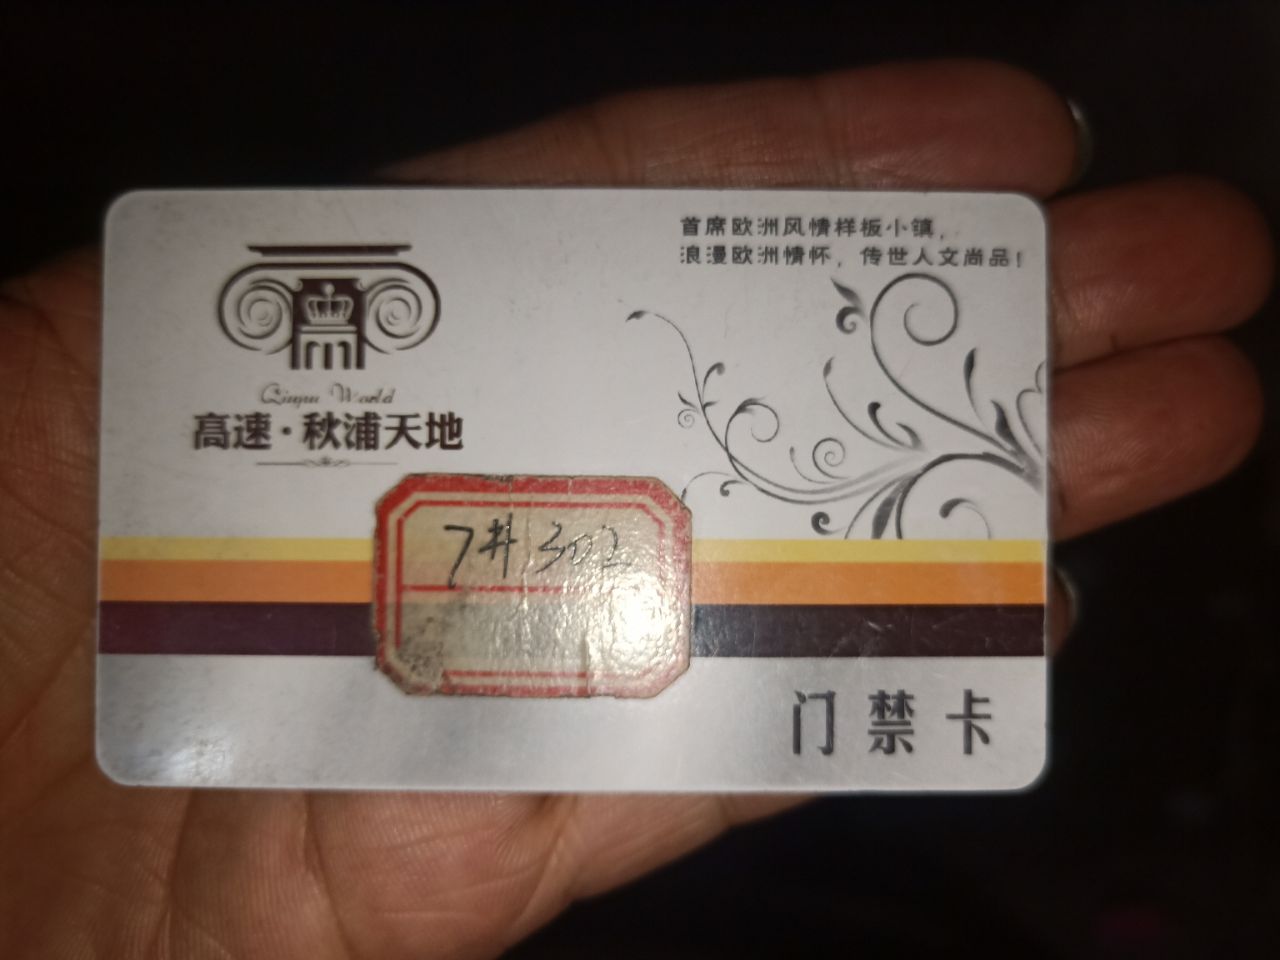 首席欧洲风情样板小镇，
浪漫欧洲情怀，传世人文尚品！
Qiupu World
高速·秋浦天地
7# 302
门禁卡